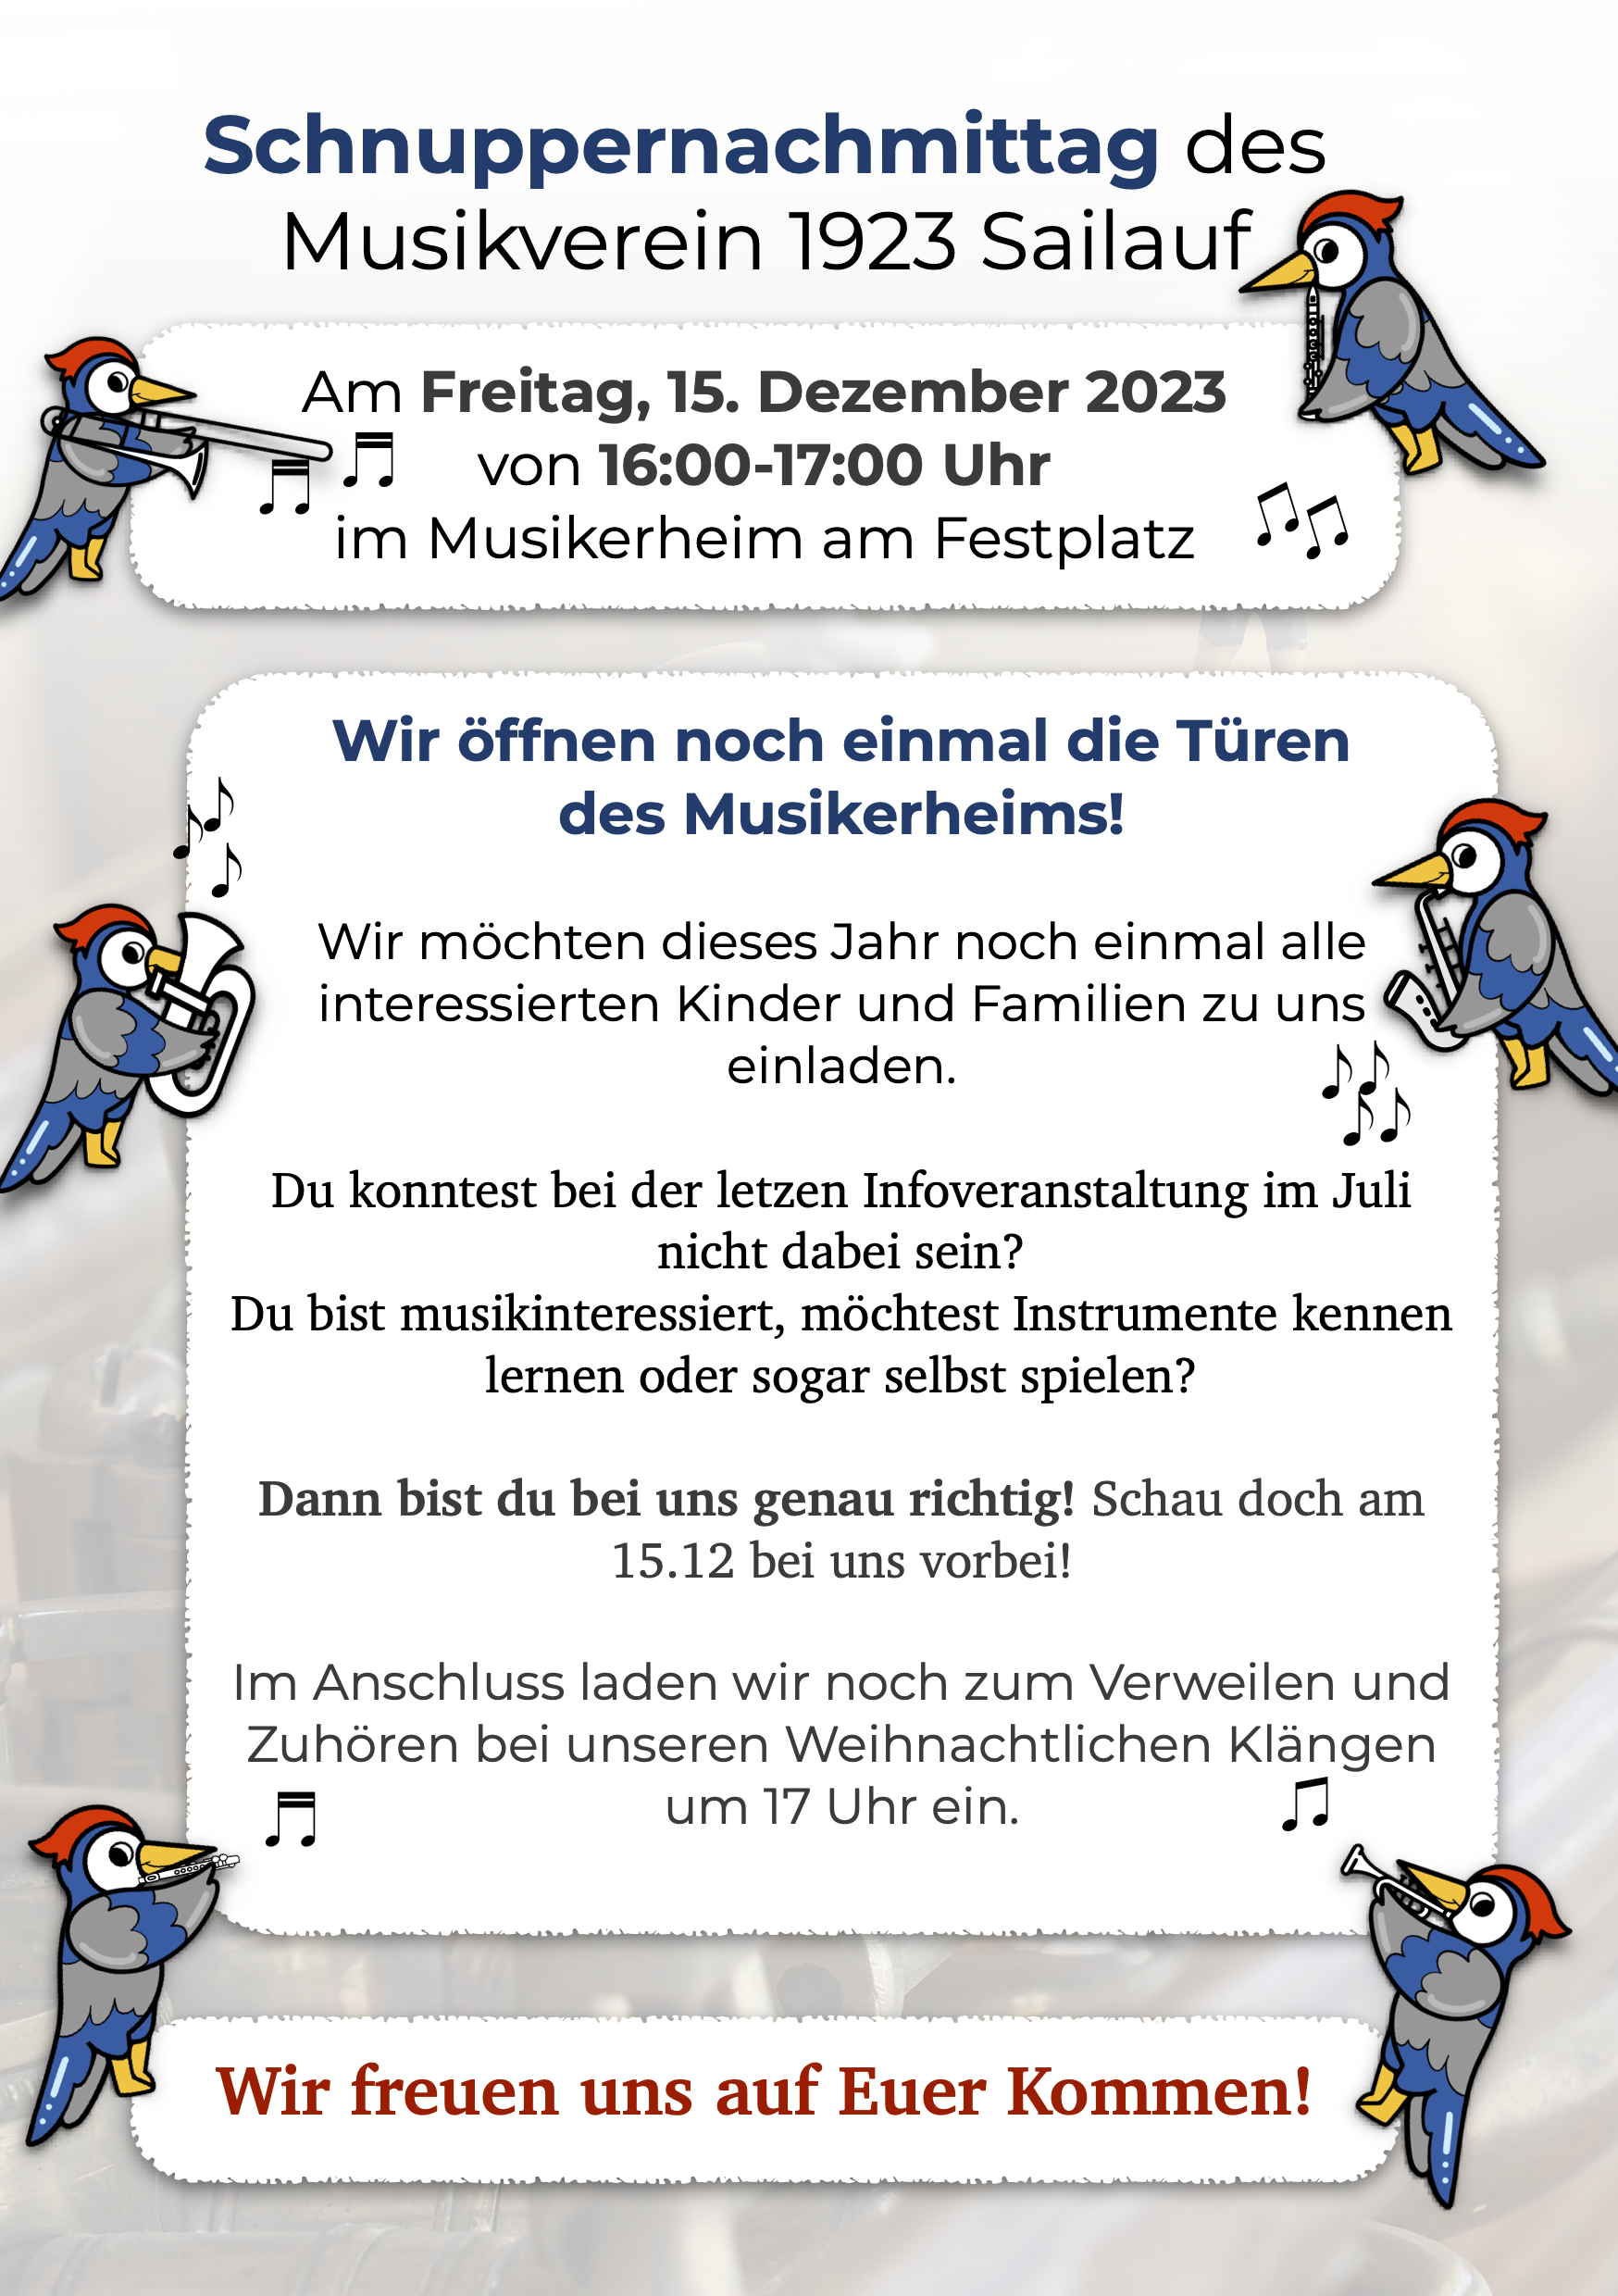 Schnuppernachmittag des
Musikverein 1923 Sailauf
Am Freitag, 15. Dezember 2023
von 16:00-17:00 Uhr
im Musikerheim am Festplatz
Wir öffnen noch einmal die Türen
des Musikerheims!
Wir möchten dieses Jahr noch einmal alle
interessierten Kinder und Familien zu uns
einladen.
Du konntest bei der letzen Infoveranstaltung im Juli
nicht dabei sein?
Du bist musikinteressiert, möchtest Instrumente kennen
lernen oder sogar selbst spielen?
Dann bist du bei uns genau richtig! Schau doch am
15.12 bei uns vorbei!
Im Anschluss laden wir noch zum Verweilen und
Zuhören bei unseren Weihnachtlichen Klängen
um 17 Uhr ein.
Wir freuen uns auf Euer Kommen!